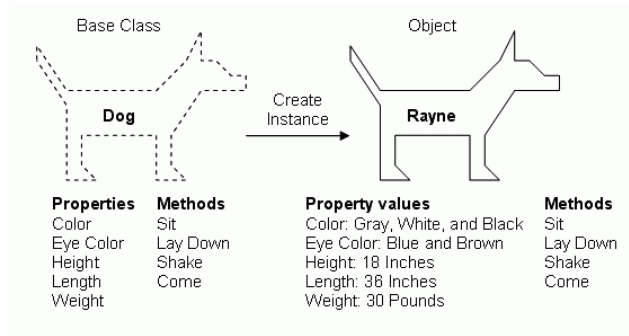 Base Class
Object
Dog
Create
Instance
Rayne
Properties
Color
Eye Color
Height
Length
Weight
Methods
Sit
Lay Down
Shake
Come
Property values
Color: Gray, White, and Black
Eye Color: Blue and Brown
Height: 18 Inches
Length: 36 Inches
Weight: 30 Pounds
Methods
Sit
Lay Down
Shake
Come